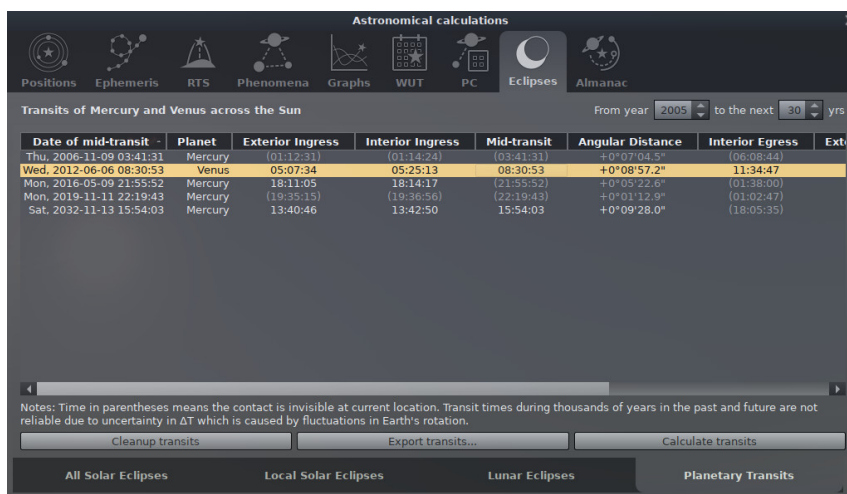 Astronomical calculations
Positions Ephemeris RTS Phenomena Graphs WUT PC Eclipses Almanac
Transits of Mercury and Venus across the Sun From year 2005 to the next 30 yrs
Date of mid-transit Planet Exterior Ingress Interior Ingress Mid-transit Angular Distance Interior Egress Exte
Thu, 2006-11-09 03:41:31 Mercury (01:12:31) (01:14:24) (03:41:31) +0°07'04.5" (06:08:44)
Wed, 2012-06-06 08:30:53 Venus 05:07:34 05:25:13 08:30:53 +0°08'57.2" 11:34:47
Mon, 2016-05-09 21:55:52 Mercury 18:11:05 18:14:17 (21:55:52) +0°05'22.6" (01:38:00)
Mon, 2019-11-11 22:19:43 Mercury (19:35:15) (19:36:56) (22:19:43) +0°01'12.9" (01:02:47)
Sat, 2032-11-13 15:54:03 Mercury 13:40:46 13:42:50 15:54:03 +0°09'28.0" (18:05:35)
Notes: Time in parentheses means the contact is invisible at current location. Transit times during thousands of years in the past and future are not
reliable due to uncertainty in ΔT which is caused by fluctuations in Earth's rotation.
Cleanup transits Export transits... Calculate transits
All Solar Eclipses Local Solar Eclipses Lunar Eclipses Planetary Transits